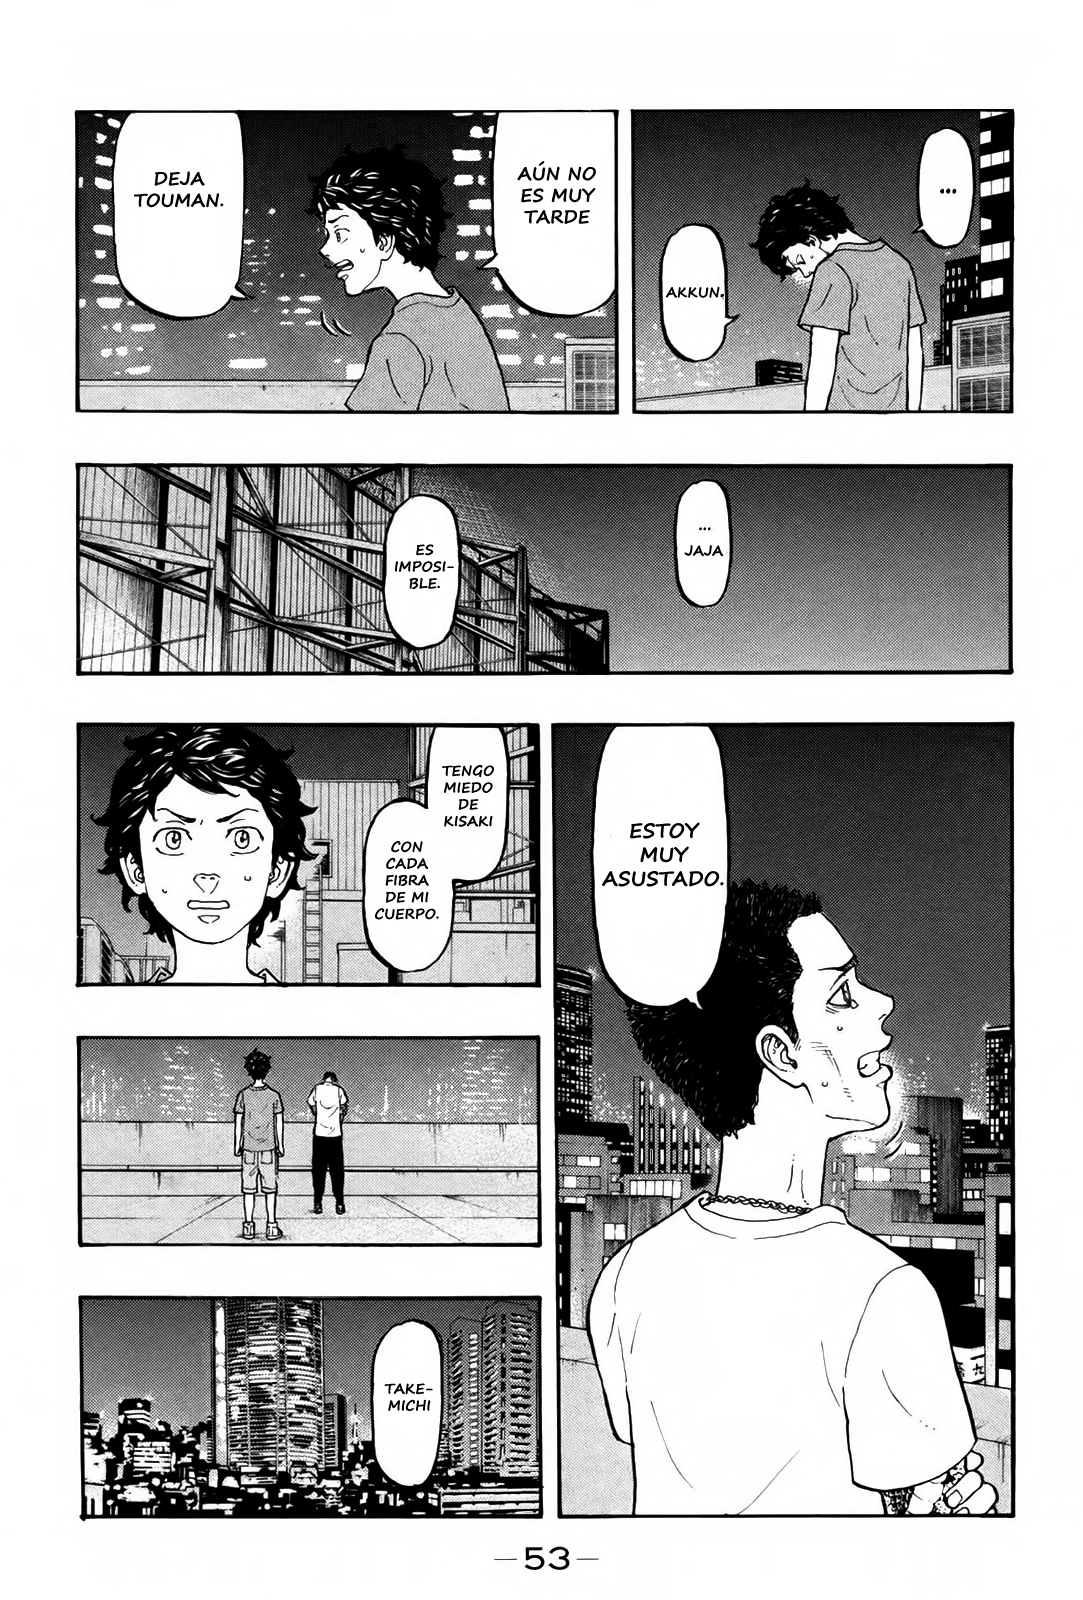 ...
AKKUN.
AÚN NO
ES MUY
TARDE
DEJA
TOUMAN.
...
JAJA
ES
IMPOSI-
BLE.
ESTOY
MUY
ASUSTADO.
TENGO
MIEDO
DE
KISAKI
CON
CADA
FIBRA
DE MI
CUERPO.
TAKE-
MICHI
—53—